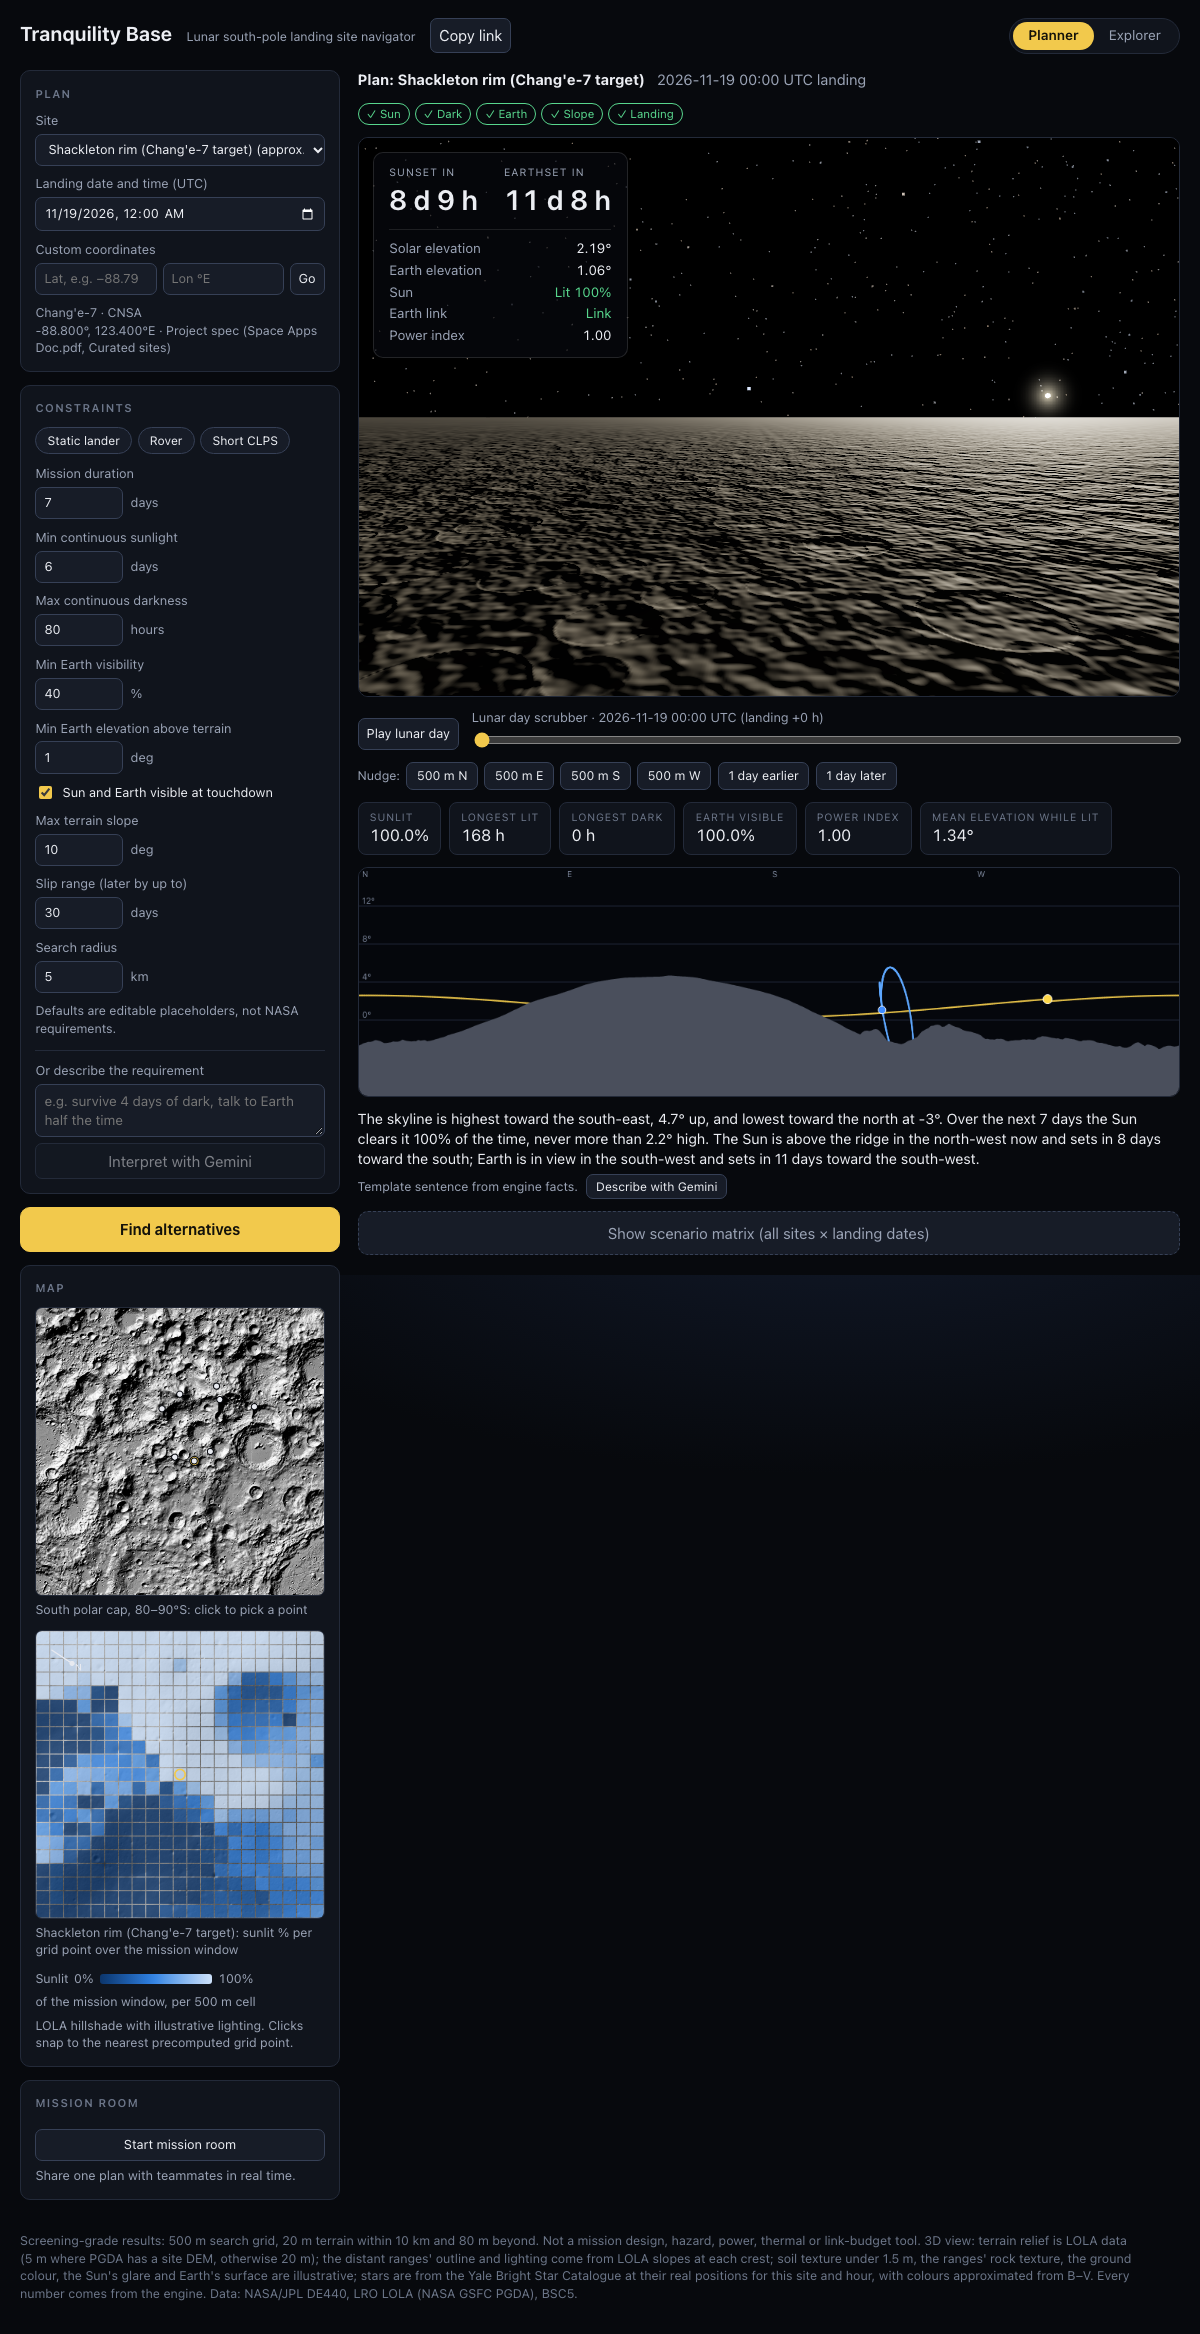 Tranquility Base
Lunar south-pole landing site navigator
Copy link
Planner
Explorer
PLAN
Site
Shackleton rim (Chang'e-7 target) (approx.
Landing date and time (UTC)
11/19/2026, 12:00 AM
Custom coordinates
Lat, e.g. −88.79
Lon °E
Go
Chang'e-7 · CNSA
-88.800°, 123.400°E · Project spec (Space Apps
Doc.pdf, Curated sites)
CONSTRAINTS
Static lander
Rover
Short CLPS
Mission duration
7 days
Min continuous sunlight
6 days
Max continuous darkness
80 hours
Min Earth visibility
40 %
Min Earth elevation above terrain
1 deg
Sun and Earth visible at touchdown
Max terrain slope
10 deg
Slip range (later by up to)
30 days
Search radius
5 km
Defaults are editable placeholders, not NASA
requirements.
Or describe the requirement
e.g. survive 4 days of dark, talk to Earth
half the time
Interpret with Gemini
Find alternatives
MAP
South polar cap, 80–90°S: click to pick a point
Shackleton rim (Chang'e-7 target): sunlit % per
grid point over the mission window
Sunlit 0% 100%
of the mission window, per 500 m cell
LOLA hillshade with illustrative lighting. Clicks
snap to the nearest precomputed grid point.
MISSION ROOM
Start mission room
Share one plan with teammates in real time.
Plan: Shackleton rim (Chang'e-7 target) 2026-11-19 00:00 UTC landing
✓ Sun
✓ Dark
✓ Earth
✓ Slope
✓ Landing
SUNSET IN
8 d 9 h
EARTHSET IN
11 d 8 h
Solar elevation 2.19°
Earth elevation 1.06°
Sun Lit 100%
Earth link Link
Power index 1.00
Play lunar day
Lunar day scrubber · 2026-11-19 00:00 UTC (landing +0 h)
Nudge:
500 m N
500 m E
500 m S
500 m W
1 day earlier
1 day later
SUNLIT
100.0%
LONGEST LIT
168 h
LONGEST DARK
0 h
EARTH VISIBLE
100.0%
POWER INDEX
1.00
MEAN ELEVATION WHILE LIT
1.34°
N E S W
12°
8°
4°
0°
The skyline is highest toward the south-east, 4.7° up, and lowest toward the north at -3°. Over the next 7 days the Sun
clears it 100% of the time, never more than 2.2° high. The Sun is above the ridge in the north-west now and sets in 8 days
toward the south; Earth is in view in the south-west and sets in 11 days toward the south-west.
Template sentence from engine facts.
Describe with Gemini
Show scenario matrix (all sites × landing dates)
Screening-grade results: 500 m search grid, 20 m terrain within 10 km and 80 m beyond. Not a mission design, hazard, power, thermal or link-budget tool. 3D view: terrain relief is LOLA data
(5 m where PGDA has a site DEM, otherwise 20 m); the distant ranges' outline and lighting come from LOLA slopes at each crest; soil texture under 1.5 m, the ranges' rock texture, the ground
colour, the Sun's glare and Earth's surface are illustrative; stars are from the Yale Bright Star Catalogue at their real positions for this site and hour, with colours approximated from B−V. Every
number comes from the engine. Data: NASA/JPL DE440, LRO LOLA (NASA GSFC PGDA), BSC5.